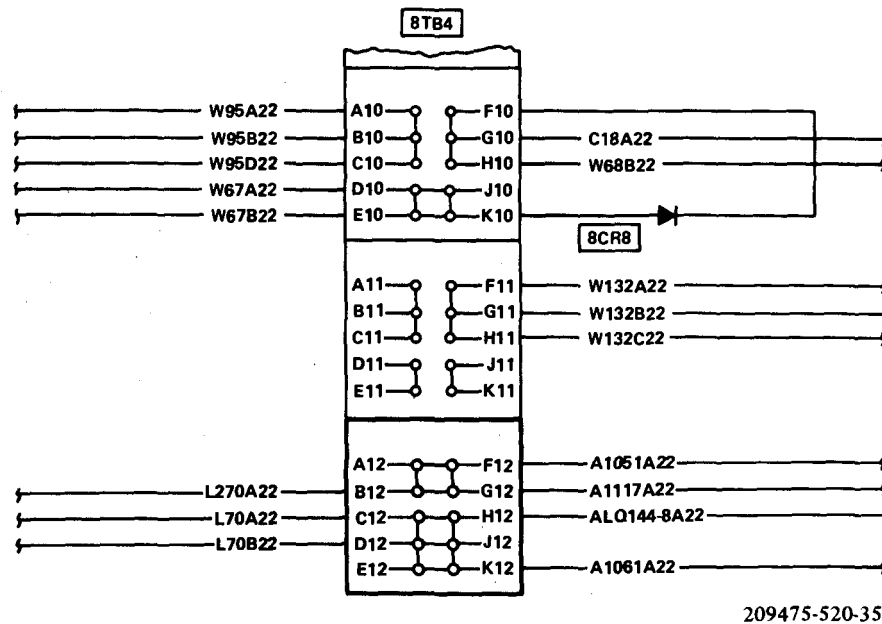 8TB4
W95A22 A10 F10
W95B22 B10 G10 C18A22
W95D22 C10 H10 W68B22
W67A22 D10 J10
W67B22 E10 K10
8CR8
A11 F11 W132A22
B11 G11 W132B22
C11 H11 W132C22
D11 J11
E11 K11
A12 F12 A1051A22
L270A22 B12 G12 A1117A22
L70A22 C12 H12 ALQ144-8A22
L70B22 D12 J12
E12 K12 A1061A22
209475-520-35